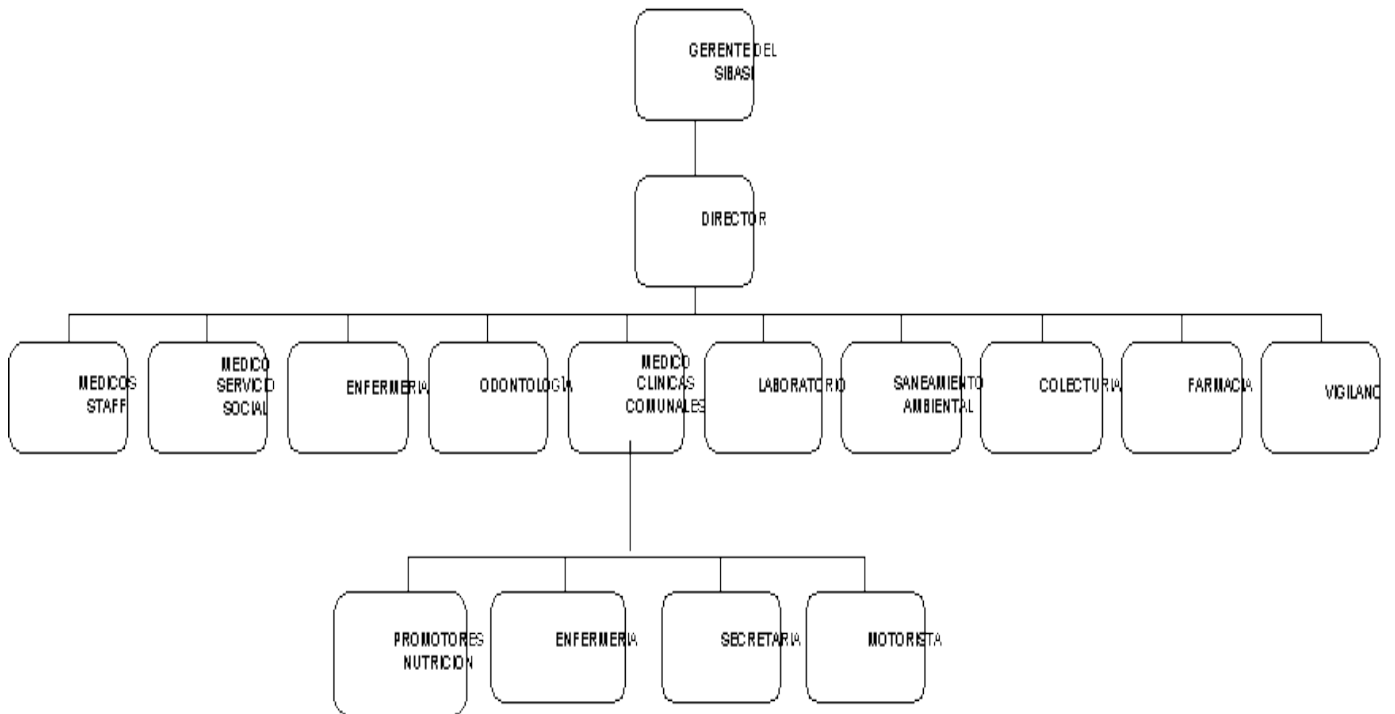 GERENTE DEL
SIBASI
DIRECTOR
MEDICOS
STAFF
MEDICO
SERVICIO
SOCIAL
ENFERMERIA
ODONTOLOGÌA
MEDICO
CLINICAS
COMUNALES
LABORATORIO
SANEAMIENTO
AMBIENTAL
COLECTURIA
FARMACIA
VIGILANC
PROMOTORES
NUTRICION
ENFERMERIA
SECRETARIA
MOTORISTA